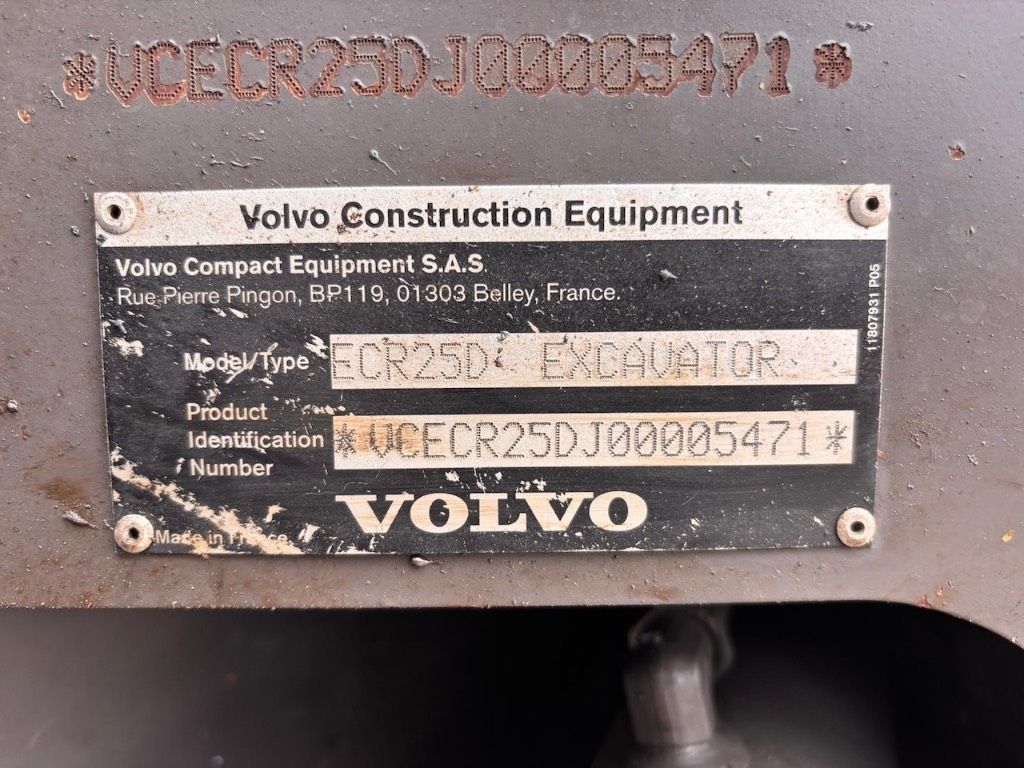 *VCECR25DJ00005471*
Volvo Construction Equipment
Volvo Compact Equipment S.A.S.
Rue Pierre Pingon, BP119, 01303 Belley, France.
11807931 P05
Model/Type ECR25D EXCAVATOR
Product
Identification *VCECR25DJ00005471*
Number
VOLVO
Made in France